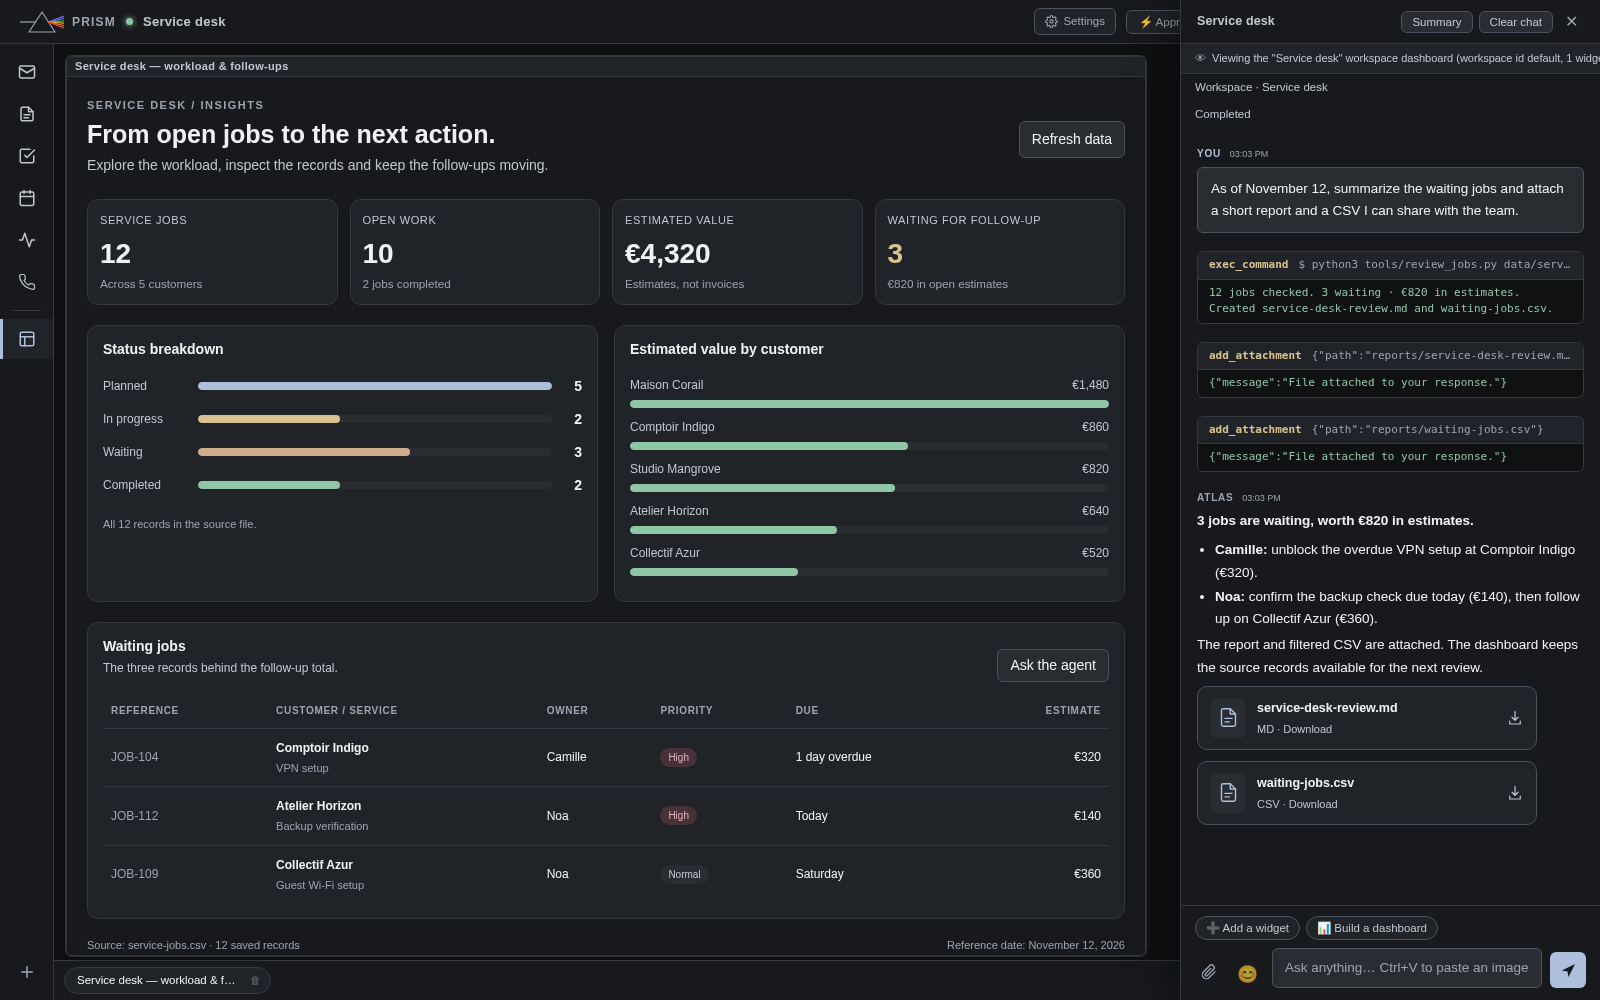 PRISM
Service desk
Settings
⚡ Appr
Service desk — workload & follow-ups
SERVICE DESK / INSIGHTS
From open jobs to the next action.
Explore the workload, inspect the records and keep the follow-ups moving.
Refresh data
SERVICE JOBS
12
Across 5 customers
OPEN WORK
10
2 jobs completed
ESTIMATED VALUE
€4,320
Estimates, not invoices
WAITING FOR FOLLOW-UP
3
€820 in open estimates
Status breakdown
Planned 5
In progress 2
Waiting 3
Completed 2
All 12 records in the source file.
Estimated value by customer
Maison Corail €1,480
Comptoir Indigo €860
Studio Mangrove €820
Atelier Horizon €640
Collectif Azur €520
Waiting jobs
The three records behind the follow-up total.
Ask the agent
REFERENCE CUSTOMER / SERVICE OWNER PRIORITY DUE ESTIMATE
JOB-104 Comptoir Indigo Camille High 1 day overdue €320
VPN setup
JOB-112 Atelier Horizon Noa High Today €140
Backup verification
JOB-109 Collectif Azur Noa Normal Saturday €360
Guest Wi-Fi setup
Source: service-jobs.csv · 12 saved records
Reference date: November 12, 2026
Service desk — workload & f…
Service desk
Summary
Clear chat
Viewing the "Service desk" workspace dashboard (workspace id default, 1 widge
Workspace · Service desk
Completed
YOU 03:03 PM
As of November 12, summarize the waiting jobs and attach
a short report and a CSV I can share with the team.
exec_command $ python3 tools/review_jobs.py data/serv…
12 jobs checked. 3 waiting · €820 in estimates.
Created service-desk-review.md and waiting-jobs.csv.
add_attachment {"path":"reports/service-desk-review.m…
{"message":"File attached to your response."}
add_attachment {"path":"reports/waiting-jobs.csv"}
{"message":"File attached to your response."}
ATLAS 03:03 PM
3 jobs are waiting, worth €820 in estimates.
• Camille: unblock the overdue VPN setup at Comptoir Indigo
(€320).
• Noa: confirm the backup check due today (€140), then follow
up on Collectif Azur (€360).
The report and filtered CSV are attached. The dashboard keeps
the source records available for the next review.
service-desk-review.md
MD · Download
waiting-jobs.csv
CSV · Download
➕ Add a widget
📊 Build a dashboard
Ask anything… Ctrl+V to paste an image